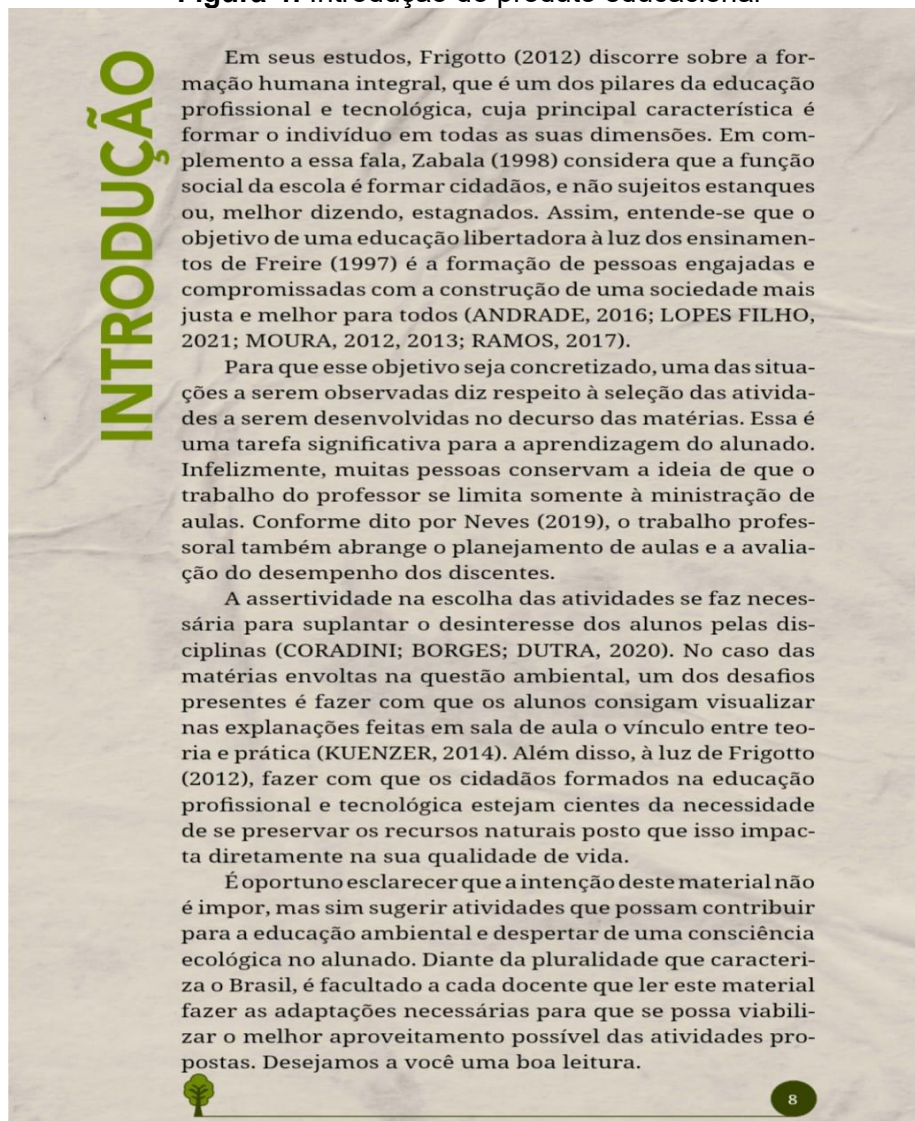 Figura 4. Introdução do produto educacional
INTRODUÇÃO
Em seus estudos, Frigotto (2012) discorre sobre a for-
mação humana integral, que é um dos pilares da educação
profissional e tecnológica, cuja principal característica é
formar o indivíduo em todas as suas dimensões. Em com-
plemento a essa fala, Zabala (1998) considera que a função
social da escola é formar cidadãos, e não sujeitos estanques
ou, melhor dizendo, estagnados. Assim, entende-se que o
objetivo de uma educação libertadora à luz dos ensinamen-
tos de Freire (1997) é a formação de pessoas engajadas e
compromissadas com a construção de uma sociedade mais
justa e melhor para todos (ANDRADE, 2016; LOPES FILHO,
2021; MOURA, 2012, 2013; RAMOS, 2017).
Para que esse objetivo seja concretizado, uma das situa-
ções a serem observadas diz respeito à seleção das ativida-
des a serem desenvolvidas no decurso das matérias. Essa é
uma tarefa significativa para a aprendizagem do alunado.
Infelizmente, muitas pessoas conservam a ideia de que o
trabalho do professor se limita somente à ministração de
aulas. Conforme dito por Neves (2019), o trabalho profes-
soral também abrange o planejamento de aulas e a avalia-
ção do desempenho dos discentes.
A assertividade na escolha das atividades se faz neces-
sária para suplantar o desinteresse dos alunos pelas dis-
ciplinas (CORADINI; BORGES; DUTRA, 2020). No caso das
matérias envoltas na questão ambiental, um dos desafios
presentes é fazer com que os alunos consigam visualizar
nas explanações feitas em sala de aula o vínculo entre teo-
ria e prática (KUENZER, 2014). Além disso, à luz de Frigotto
(2012), fazer com que os cidadãos formados na educação
profissional e tecnológica estejam cientes da necessidade
de se preservar os recursos naturais posto que isso impac-
ta diretamente na sua qualidade de vida.
É oportuno esclarecer que a intenção deste material não
é impor, mas sim sugerir atividades que possam contribuir
para a educação ambiental e despertar de uma consciência
ecológica no alunado. Diante da pluralidade que caracteri-
za o Brasil, é facultado a cada docente que ler este material
fazer as adaptações necessárias para que se possa viabili-
zar o melhor aproveitamento possível das atividades pro-
postas. Desejamos a você uma boa leitura.
8